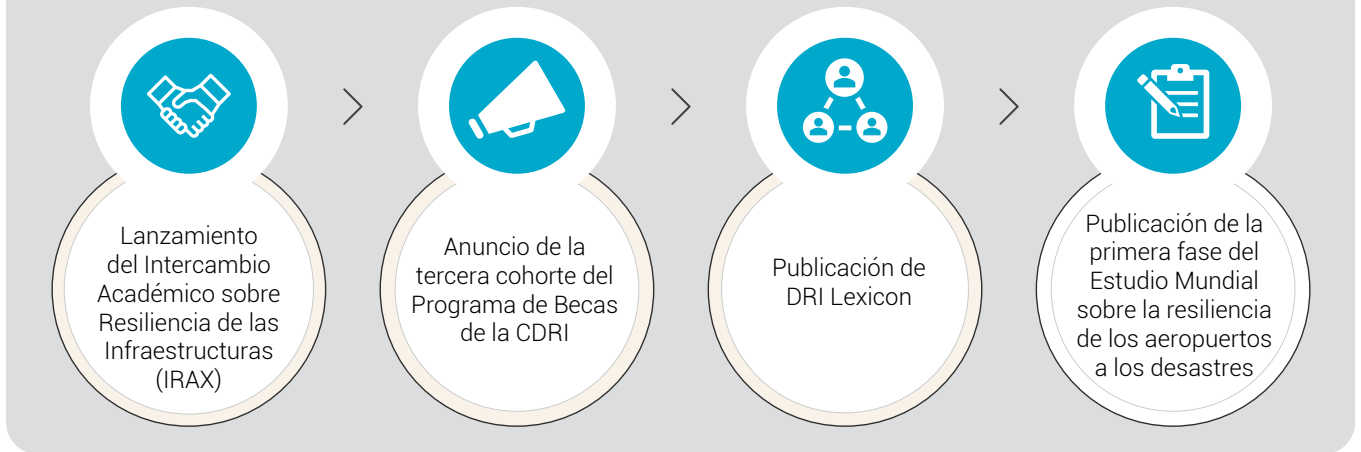 Lanzamiento
del Intercambio
Académico sobre
Resiliencia de las
Infraestructuras
(IRAX)
Anuncio de la
tercera cohorte del
Programa de Becas
de la CDRI
Publicación de
DRI Lexicon
Publicación de la
primera fase del
Estudio Mundial
sobre la resiliencia
de los aeropuertos
a los desastres